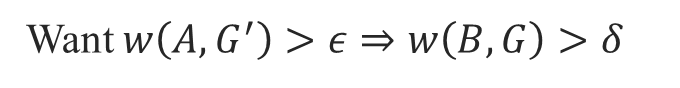 Want w(A, G′) > ϵ ⇒ w(B, G) > δ